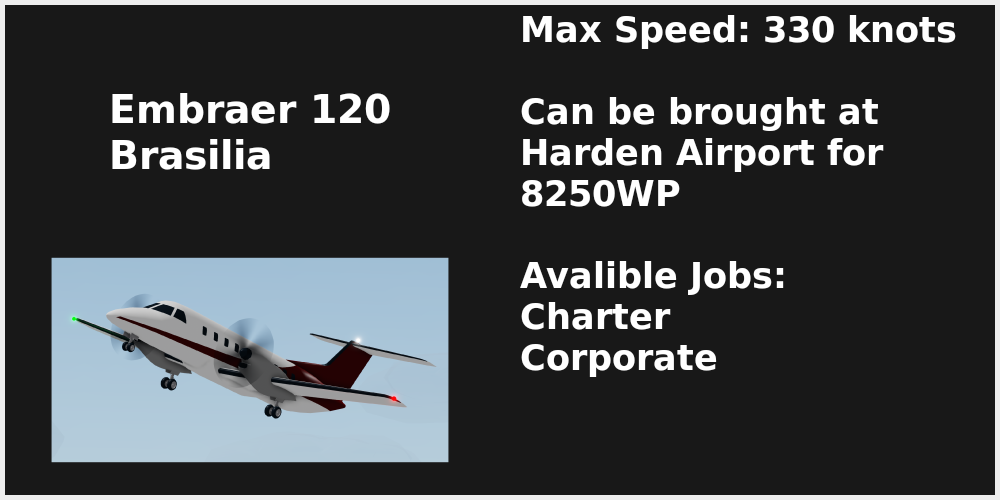 Embraer 120
Brasilia
Max Speed: 330 knots
Can be brought at
Harden Airport for
8250WP
Avalible Jobs:
Charter
Corporate